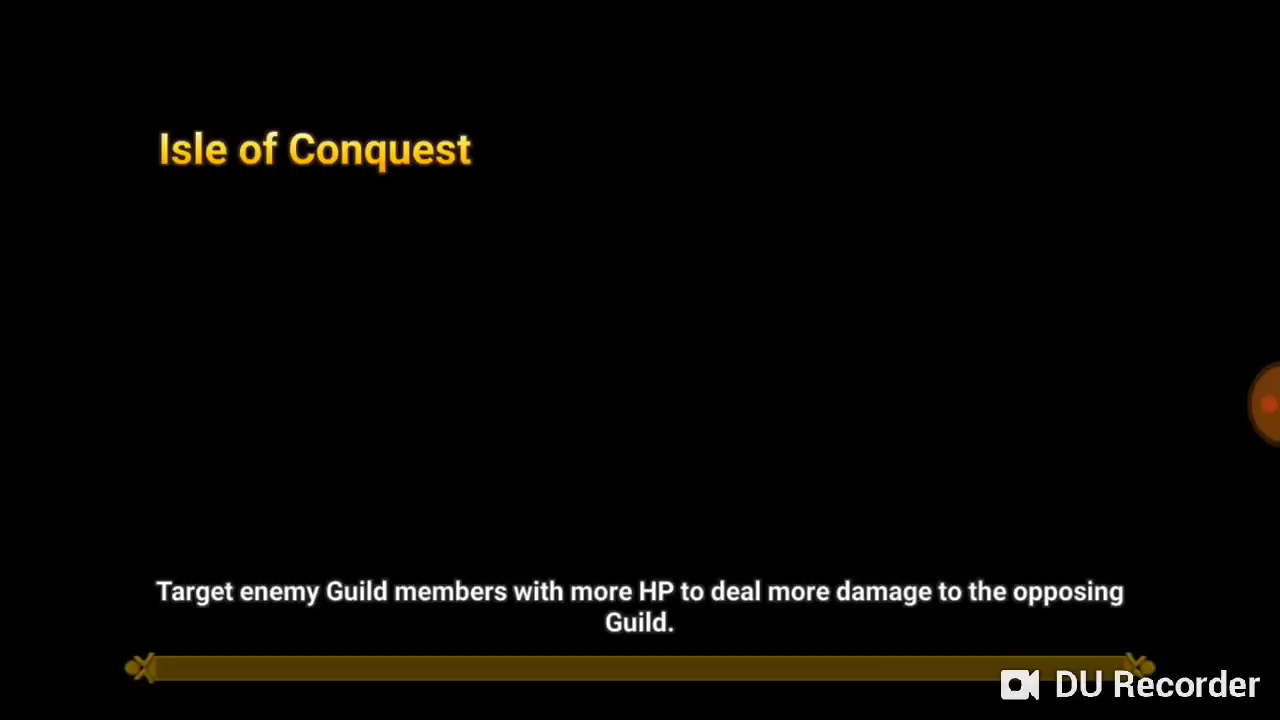 Isle of Conquest
Target enemy Guild members with more HP to deal more damage to the opposing
Guild.
DU Recorder